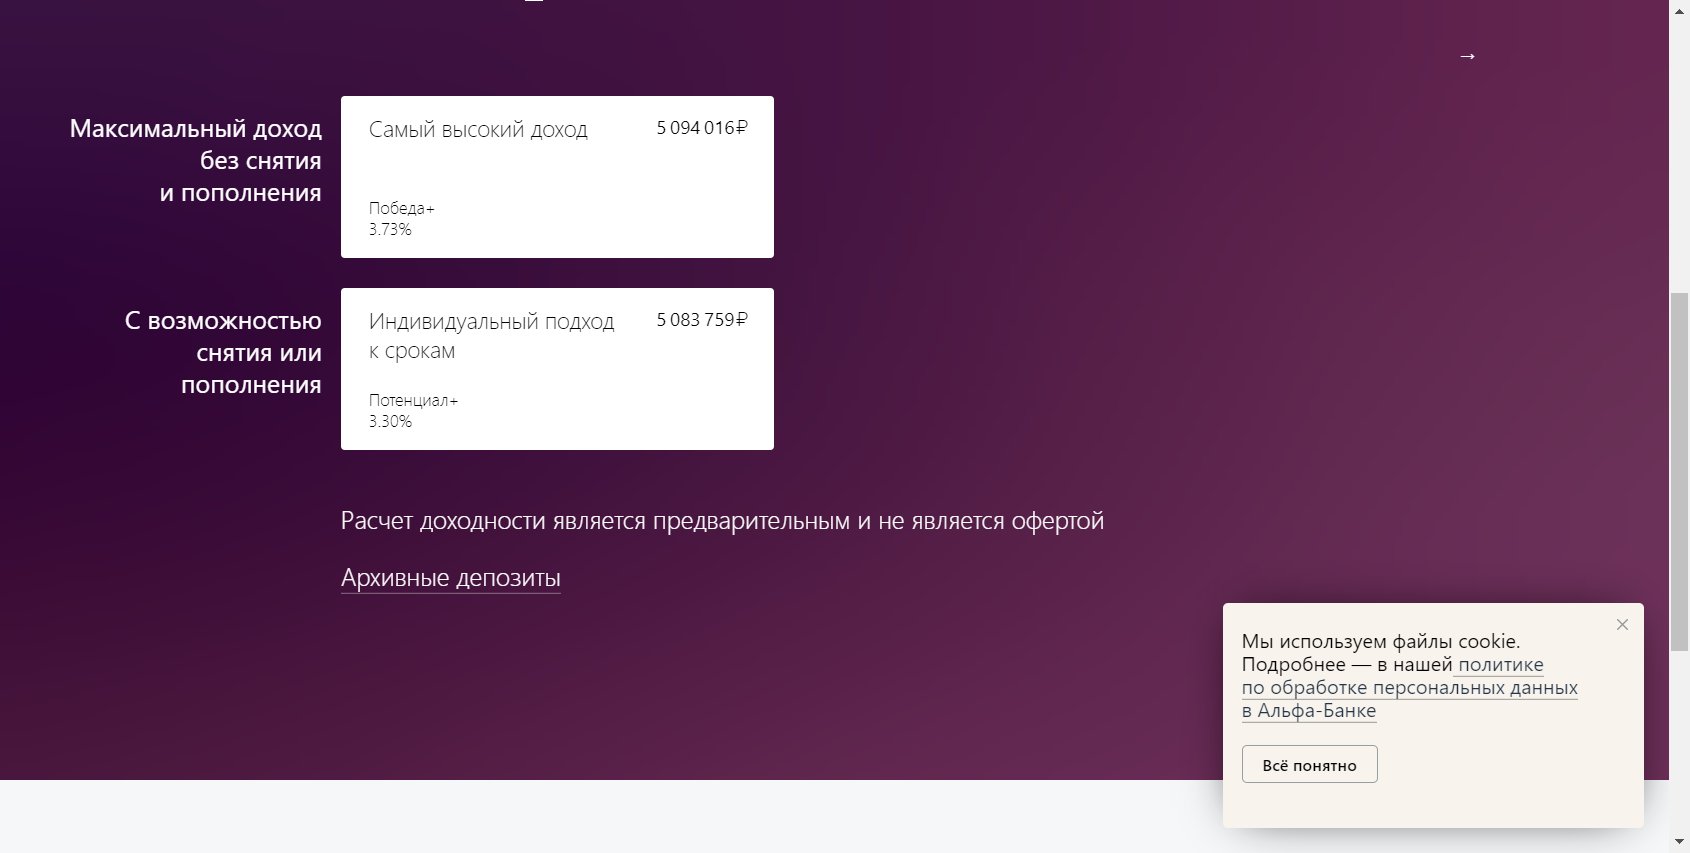 →
Максимальный доход
без снятия
и пополнения
Самый высокий доход
5 094 016₽
Победа+
3.73%
С возможностью
снятия или
пополнения
Индивидуальный подход
к срокам
5 083 759₽
Потенциал+
3.30%
Расчет доходности является предварительным и не является офертой
Архивные депозиты
Мы используем файлы cookie.
Подробнее — в нашей политике
по обработке персональных данных
в Альфа-Банке
Всё понятно